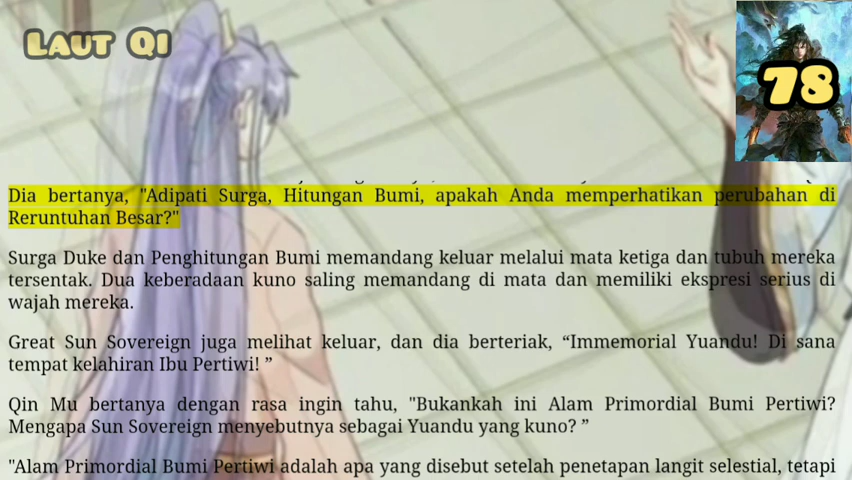 LAUT QI
78
Dia bertanya, "Adipati Surga, Hitungan Bumi, apakah Anda memperhatikan perubahan di
Reruntuhan Besar?"
Surga Duke dan Penghitungan Bumi memandang keluar melalui mata ketiga dan tubuh mereka
tersentak. Dua keberadaan kuno saling memandang di mata dan memiliki ekspresi serius di
wajah mereka.
Great Sun Sovereign juga melihat keluar, dan dia berteriak, “Immemorial Yuandu! Di sana
tempat kelahiran Ibu Pertiwi! ”
Qin Mu bertanya dengan rasa ingin tahu, "Bukankah ini Alam Primordial Bumi Pertiwi?
Mengapa Sun Sovereign menyebutnya sebagai Yuandu yang kuno? ”
"Alam Primordial Bumi Pertiwi adalah apa yang disebut setelah penetapan langit selestial, tetapi